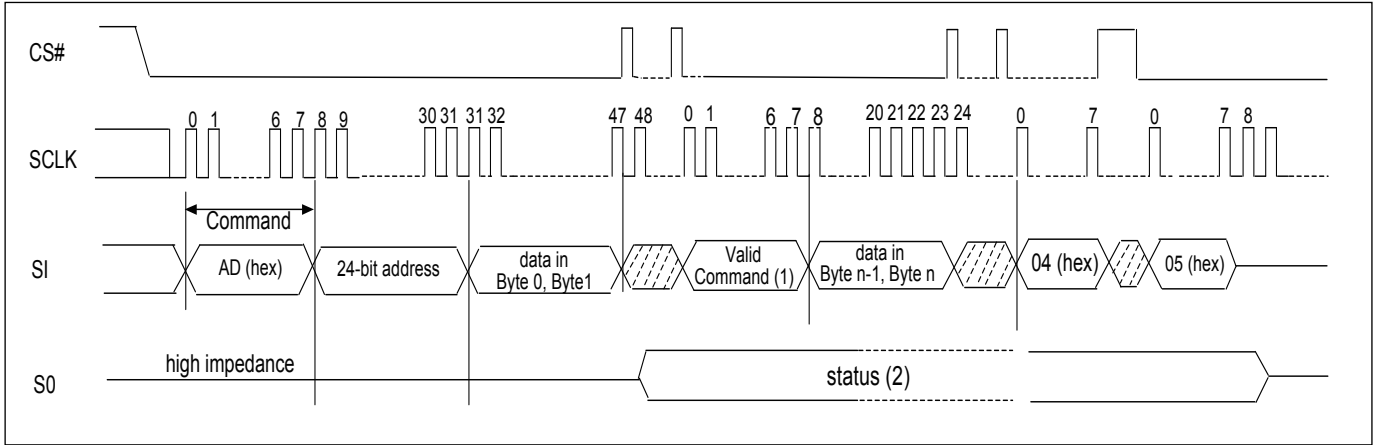 CS#
0 1 6 7 8 9 30 31 31 32 47 48 0 1 6 7 8 20 21 22 23 24 0 7 0 7 8
SCLK
Command
SI
AD (hex)
24-bit address
data in
Byte 0, Byte1
Valid
Command (1)
data in
Byte n-1, Byte n
04 (hex)
05 (hex)
high impedance
S0
status (2)